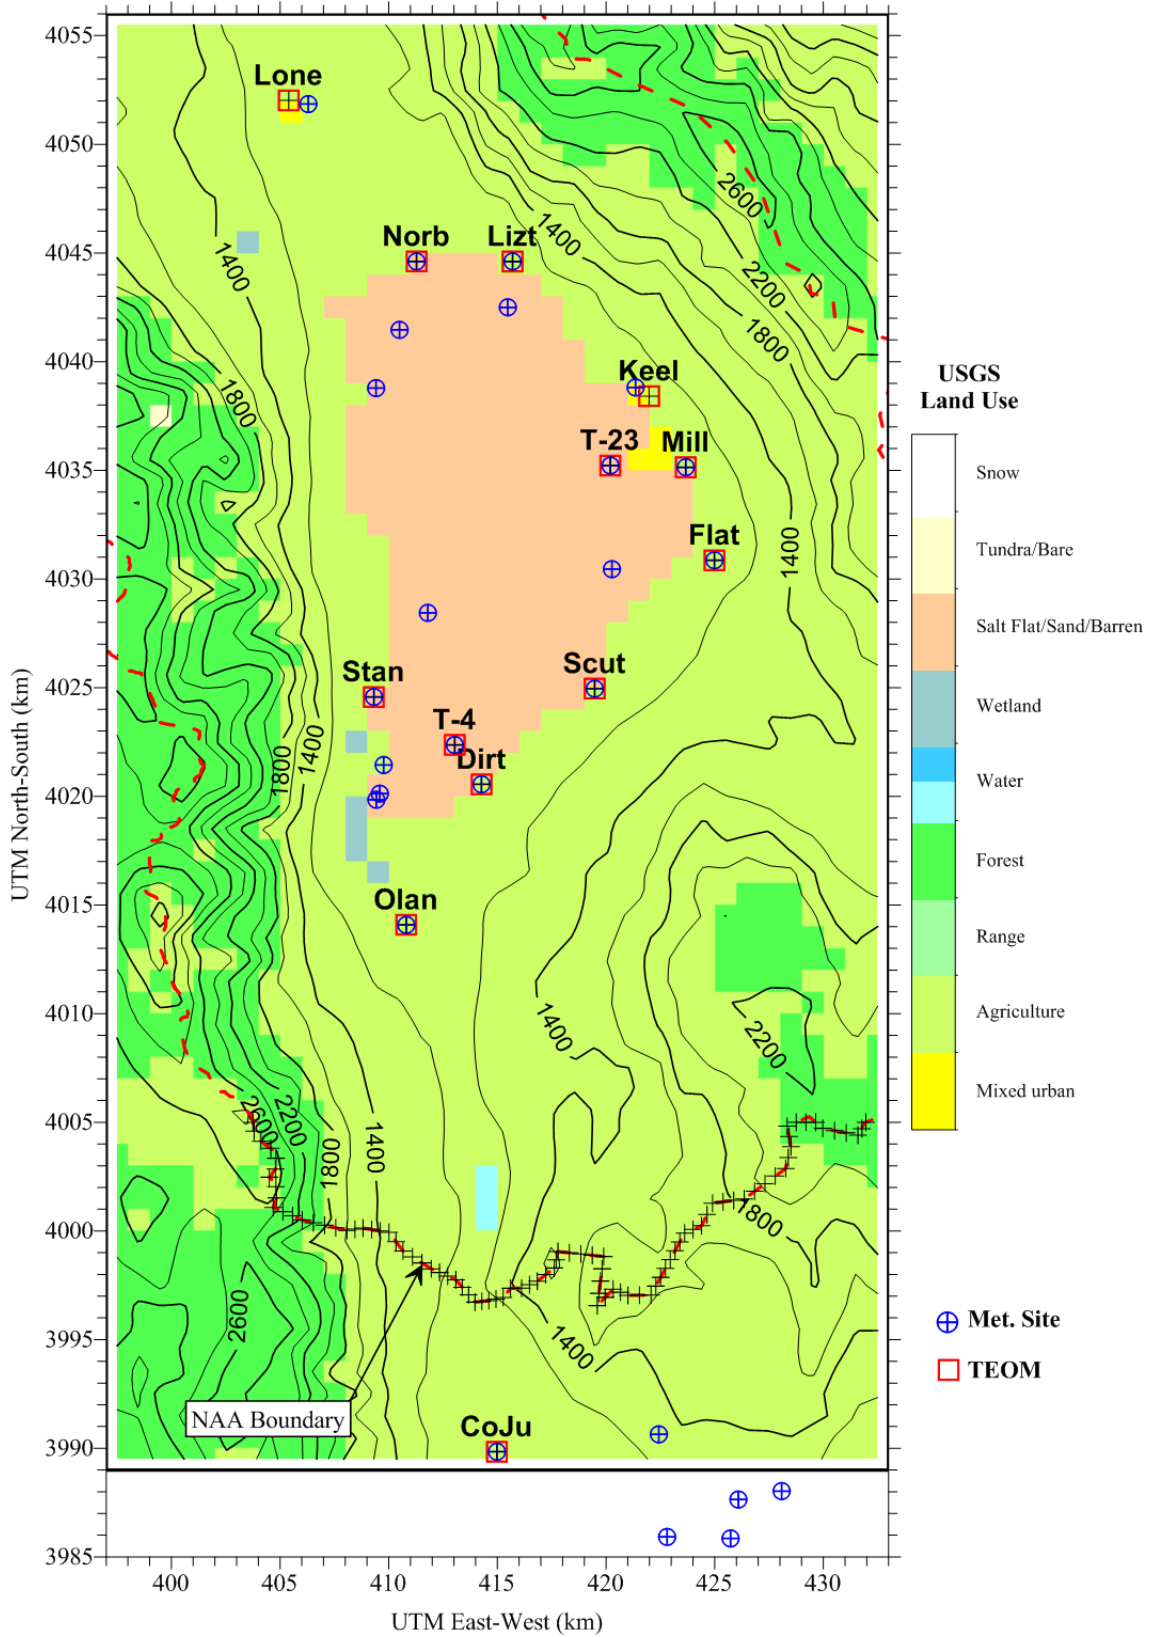 4055
Lone
4050
2600
Norb
Lizt
1400
4045
1400
2200
1800
4040
Keel
1800
T-23
Mill
4035
Flat
1400
4030
Stan
Scut
4025
T-4
Dirt
1800
1400
4020
Olan
4015
1400
4010
2200
2600
2200
4005
1800
1400
4000
1800
2600
3995
1400
NAA Boundary
CoJu
3990
3985
400
405
410
415
420
425
430
UTM East-West (km)
UTM North-South (km)
USGS
Land Use
Snow
Tundra/Bare
Salt Flat/Sand/Barren
Wetland
Water
Forest
Range
Agriculture
Mixed urban
Met. Site
TEOM